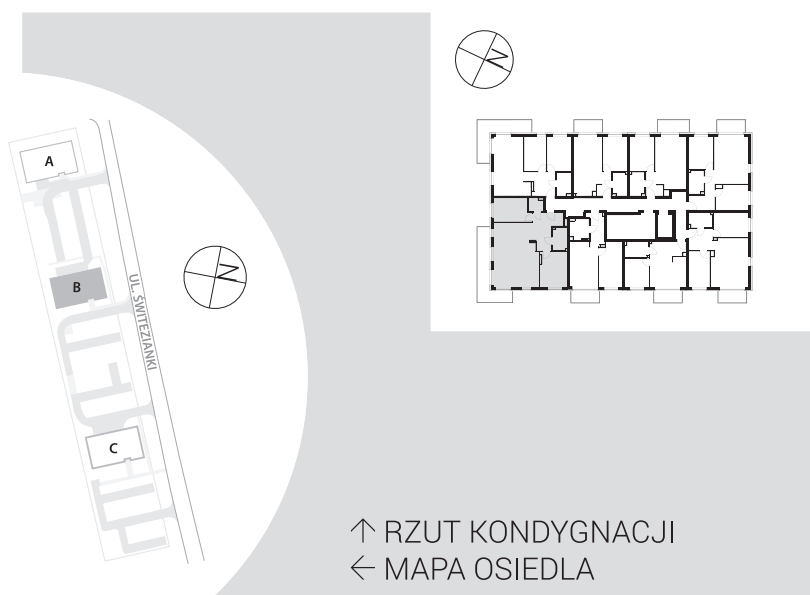 N
A
B
N
UL. ŚWITEZIANKI
C
↑ RZUT KONDYGNACJI
← MAPA OSIEDLA